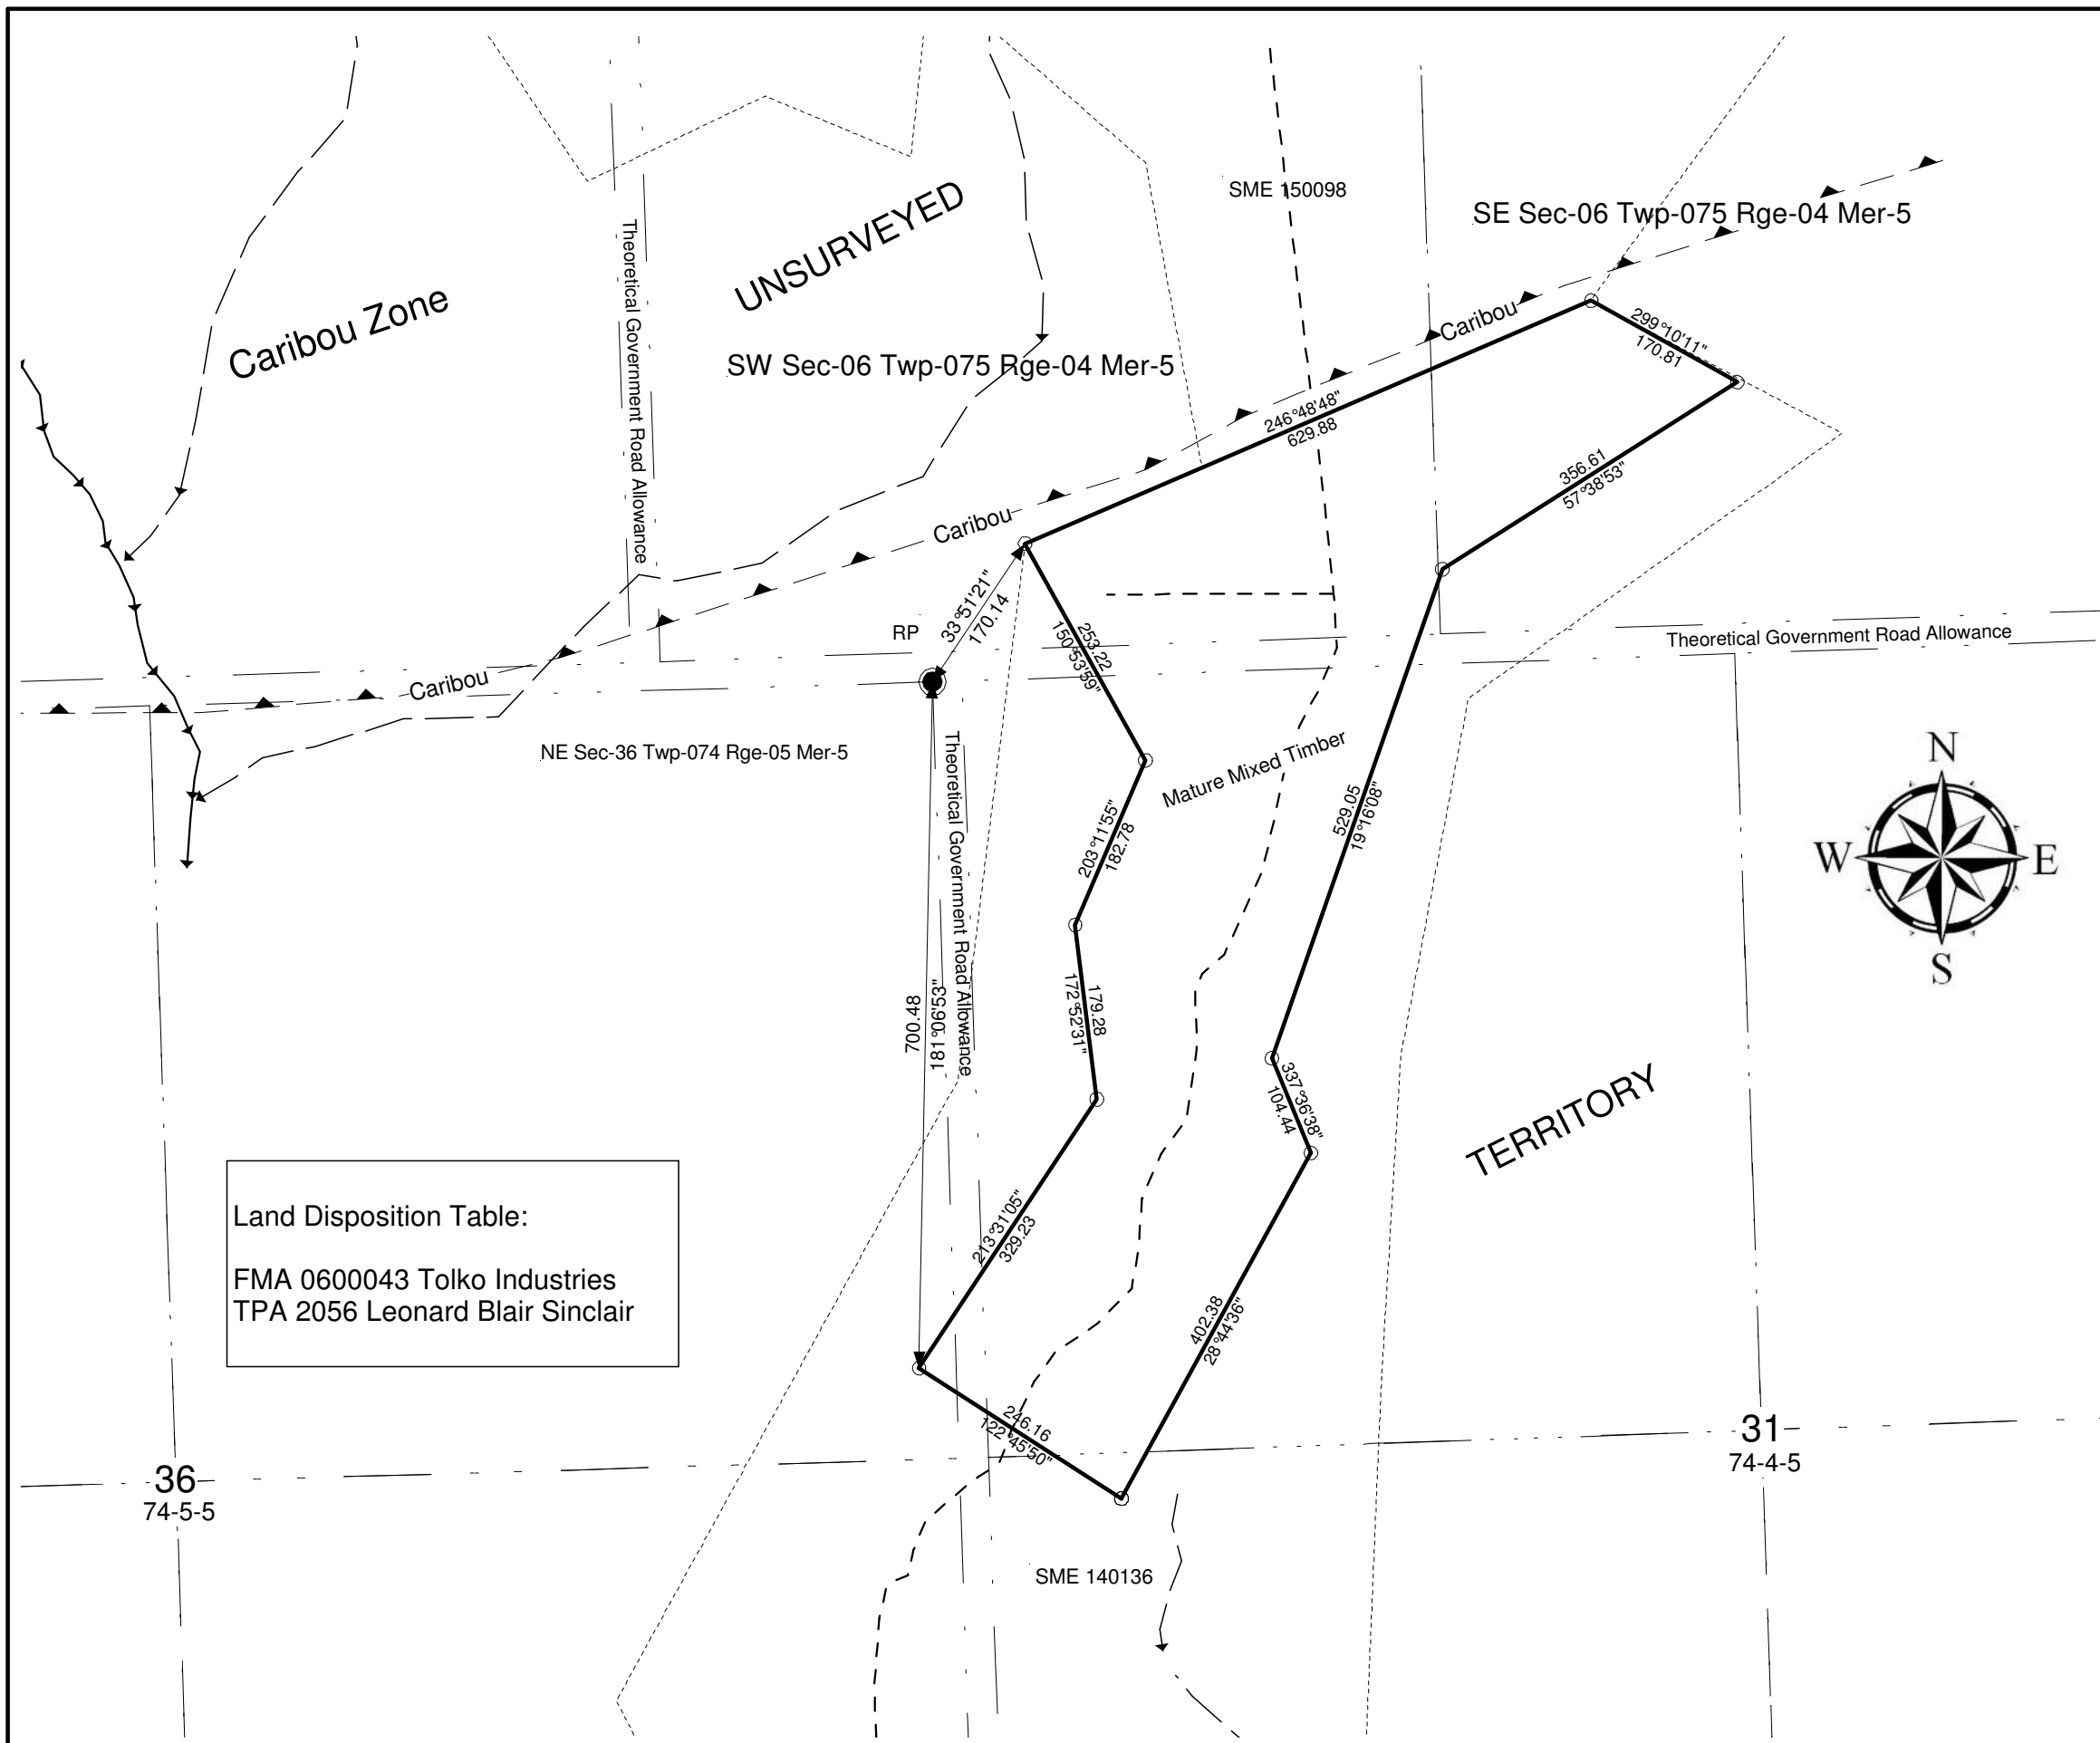 SME 150098
SE Sec-06 Twp-075 Rge-04 Mer-5
UNSURVEYED
Caribou Zone
Theoretical Government Road Allowance
SW Sec-06 Twp-075 Rge-04 Mer-5
Caribou
299°10'11"
170.81
246°48'48"
629.88
356.61
57°38'53"
Caribou
33°51'21"
170.14
RP
253.22
150°53'59"
Theoretical Government Road Allowance
Caribou
NE Sec-36 Twp-074 Rge-05 Mer-5
Theoretical Government Road Allowance
Mature Mixed Timber
N
W
E
S
203°11'55"
182.78
529.05
19°16'08"
700.48
181°06'53"
179.28
172°52'31"
337°36'38"
104.44
TERRITORY
Land Disposition Table:
FMA 0600043 Tolko Industries
TPA 2056 Leonard Blair Sinclair
213°31'05"
329.23
402.38
28°44'36"
246.16
122°45'50"
36
74-5-5
31
74-4-5
SME 140136